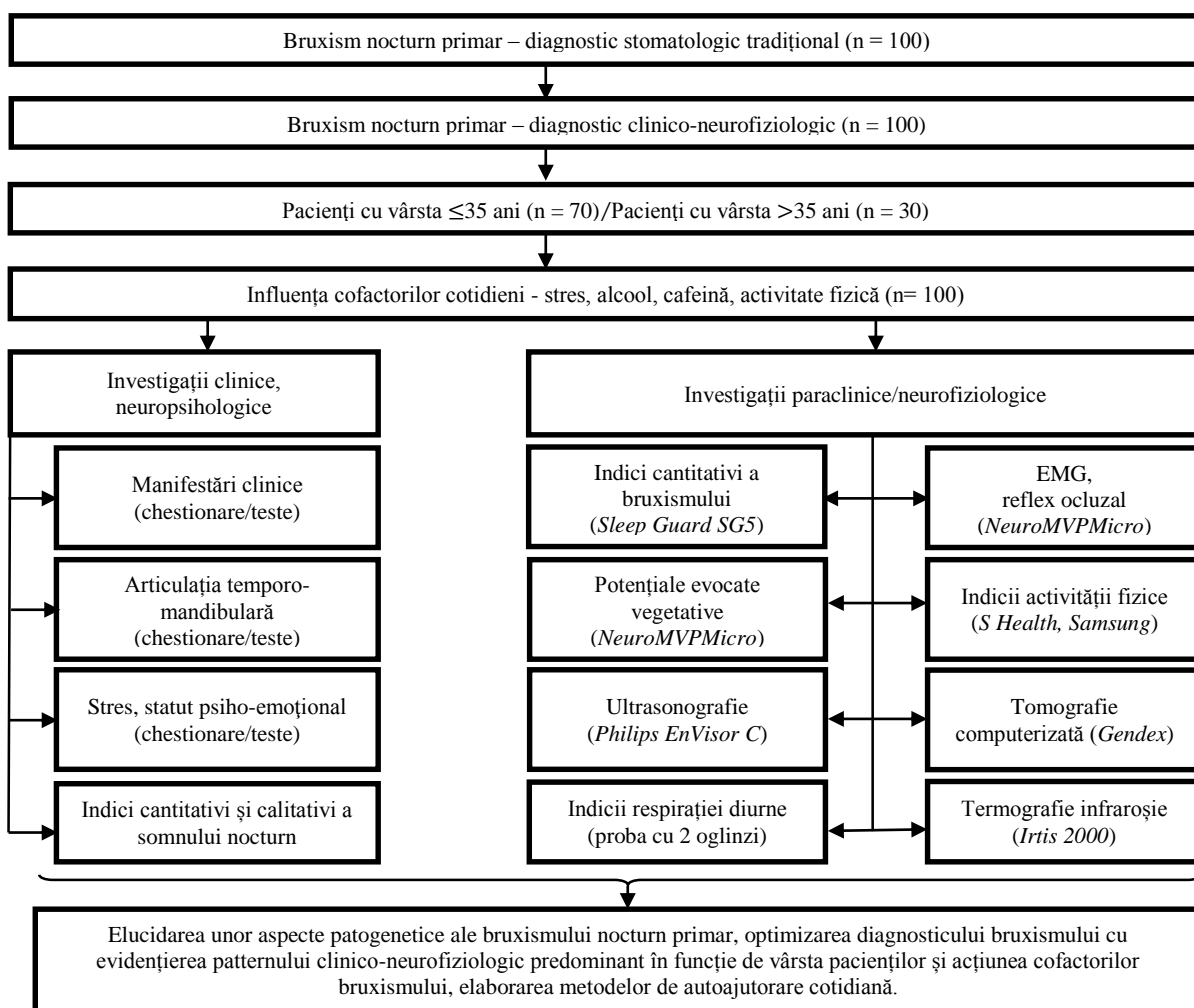 Bruxism nocturn primar – diagnostic stomatologic tradițional (n = 100)
Bruxism nocturn primar – diagnostic clinico-neurofiziologic (n = 100)
Pacienți cu vârsta ≤35 ani (n = 70)/Pacienți cu vârsta >35 ani (n = 30)
Influența cofactorilor cotidieni - stres, alcool, cafeină, activitate fizică (n= 100)
Investigații clinice,
neuropsihologice
Investigații paraclinice/neurofiziologice
Manifestări clinice
(chestionare/teste)
Articulația temporo-
mandibulară
(chestionare/teste)
Stres, statut psiho-emoţional
(chestionare/teste)
Indici cantitativi și calitativi a
somnului nocturn
Indici cantitativi a
bruxismului
(Sleep Guard SG5)
EMG,
reflex ocluzal
(NeuroMVPMicro)
Potențiale evocate
vegetative
(NeuroMVPMicro)
Indicii activității fizice
(S Health, Samsung)
Ultrasonografie
(Philips EnVisor C)
Tomografie
computerizată (Gendex)
Indicii respirației diurne
(proba cu 2 oglinzi)
Termografie infraroșie
(Irtis 2000)
Elucidarea unor aspecte patogenetice ale bruxismului nocturn primar, optimizarea diagnosticului bruxismului cu
evidențierea patternului clinico-neurofiziologic predominant în funcție de vârsta pacienților și acțiunea cofactorilor
bruxismului, elaborarea metodelor de autoajutorare cotidiană.